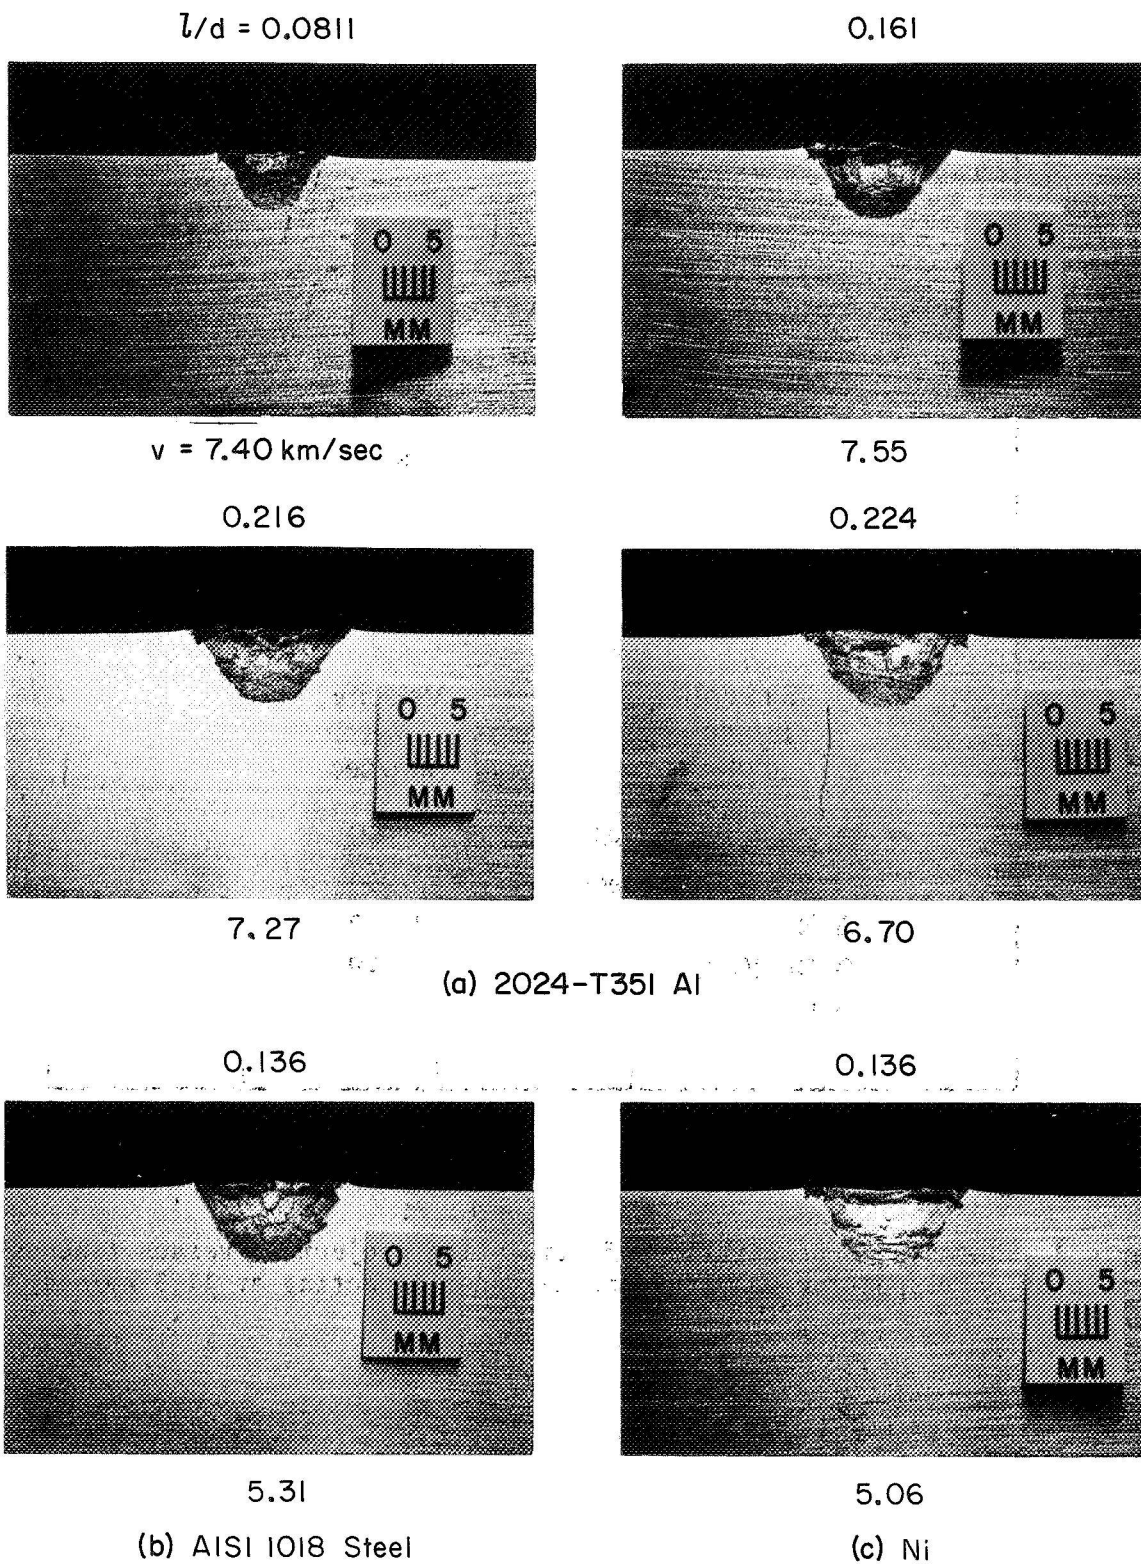 l/d = 0.0811
0.161
0 5
MM
0 5
MM
v = 7.40 km/sec
7.55
0.216
0.224
0 5
MM
0 5
MM
7.27
6.70
(a) 2024-T351 Al
0.136
0.136
0 5
MM
0 5
MM
5.31
5.06
(b) AISI 1018 Steel
(c) Ni